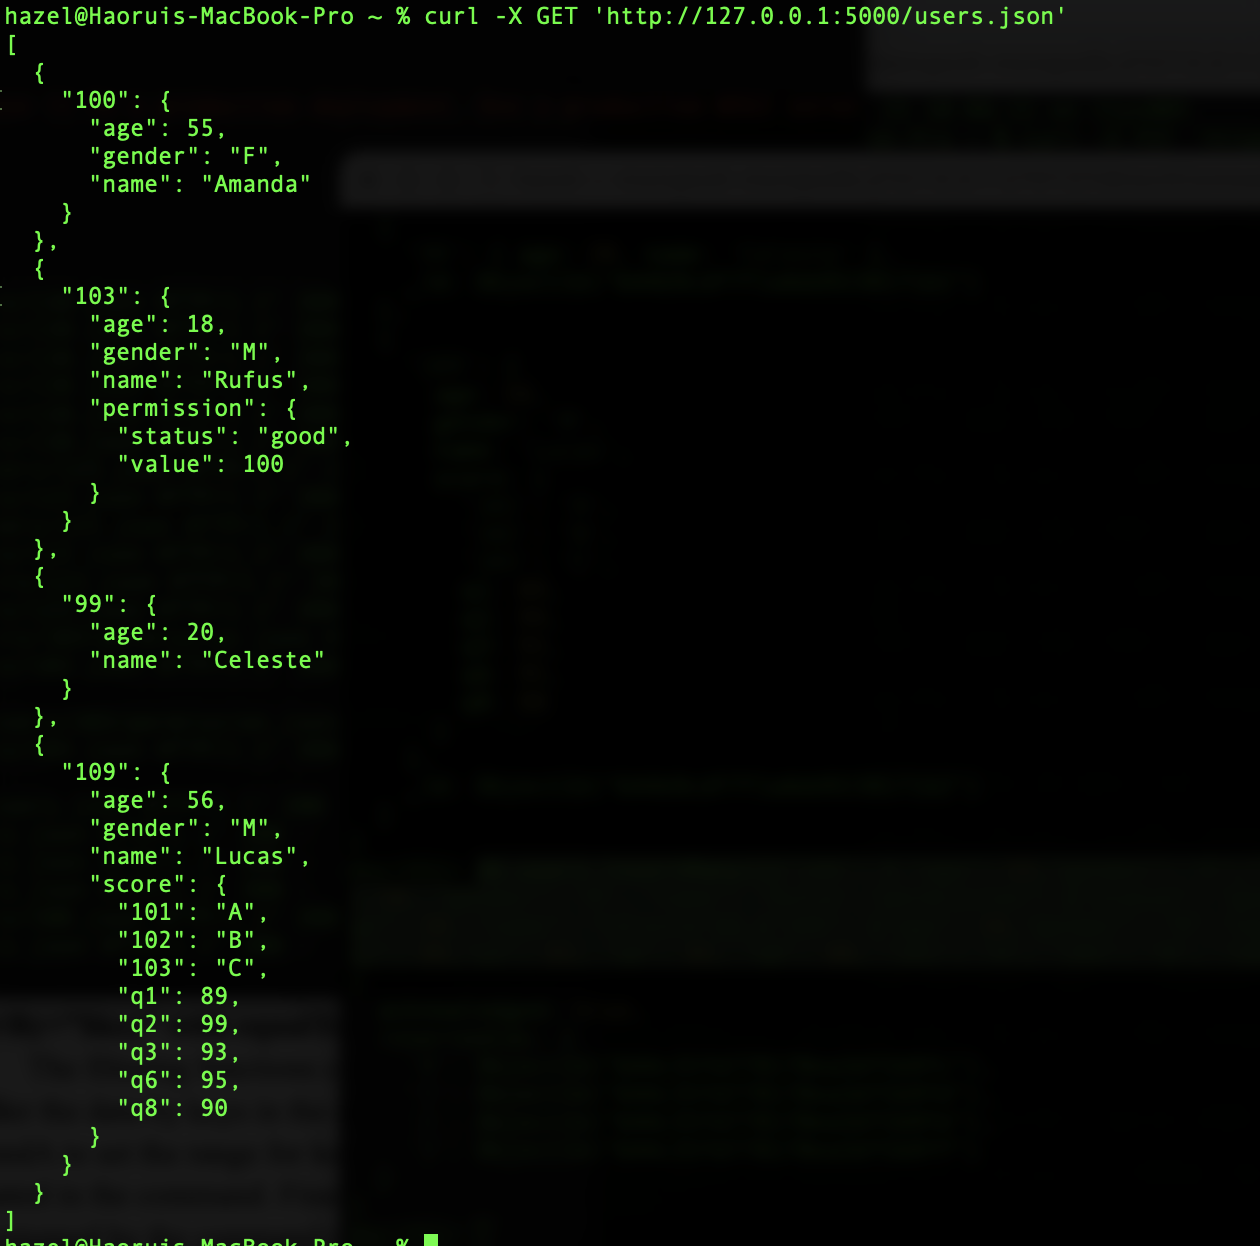 hazel@Haoruis-MacBook-Pro ~ % curl -X GET 'http://127.0.0.1:5000/users.json'
[
  {
    "100": {
      "age": 55,
      "gender": "F",
      "name": "Amanda"
    }
  },
  {
    "103": {
      "age": 18,
      "gender": "M",
      "name": "Rufus",
      "permission": {
        "status": "good",
        "value": 100
      }
    }
  },
  {
    "99": {
      "age": 20,
      "name": "Celeste"
    }
  },
  {
    "109": {
      "age": 56,
      "gender": "M",
      "name": "Lucas",
      "score": {
        "101": "A",
        "102": "B",
        "103": "C",
        "q1": 89,
        "q2": 99,
        "q3": 93,
        "q6": 95,
        "q8": 90
      }
    }
  }
]
hazel@Haoruis-MacBook-Pro ~ %